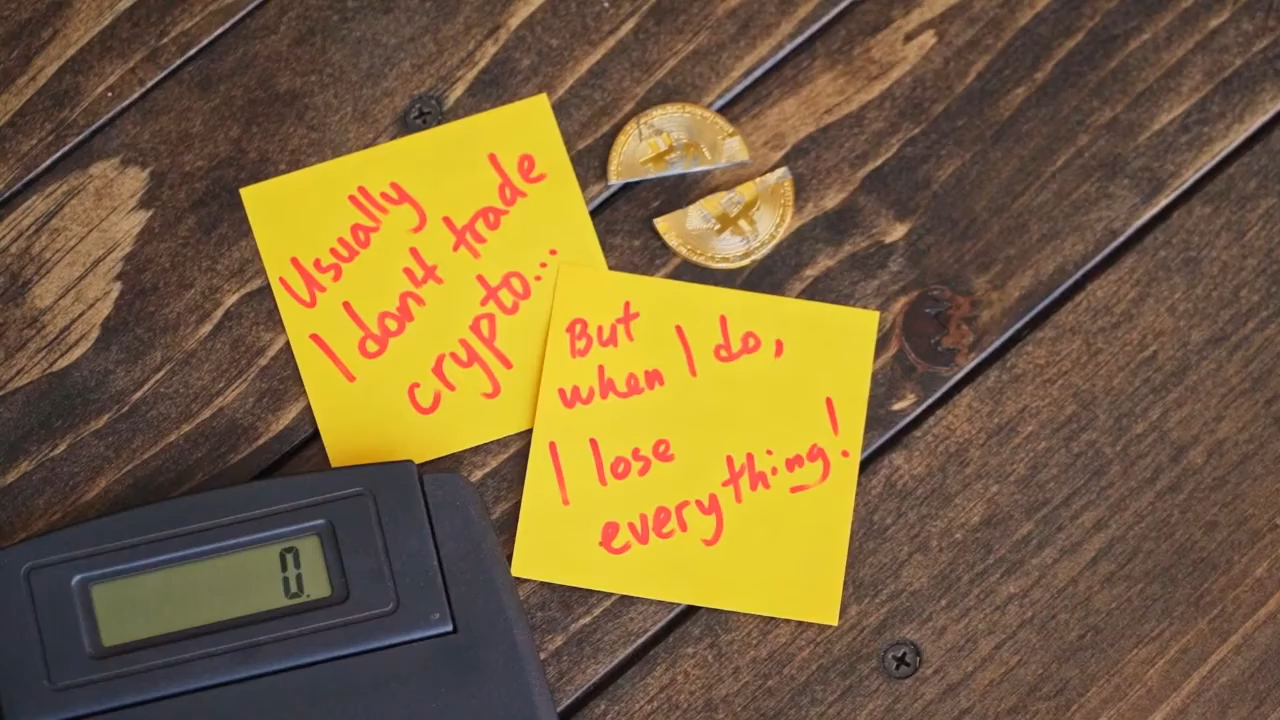 Usually
I don't trade
crypto...
But
when I do,
I lose
everything!
0.